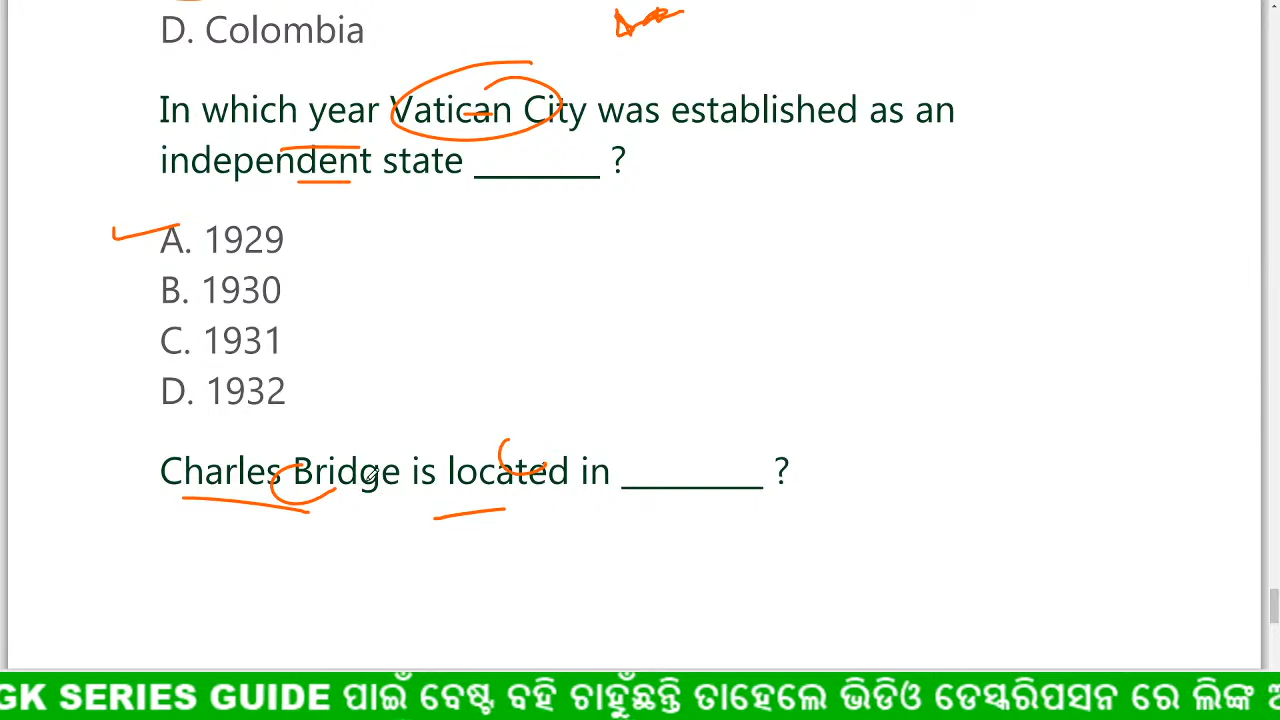 D. Colombia
In which year Vatican City was established as an
independent state _______ ?
A. 1929
B. 1930
C. 1931
D. 1932
Charles Bridge is located in ________ ?
GK SERIES GUIDE ପାଇଁ ବେଷ୍ଟ ବହି ଚାହୁଁଛନ୍ତି ତାହେଲେ ଭିଡିଓ ଡେସ୍କରିପସନ ରେ ଲିଙ୍କ